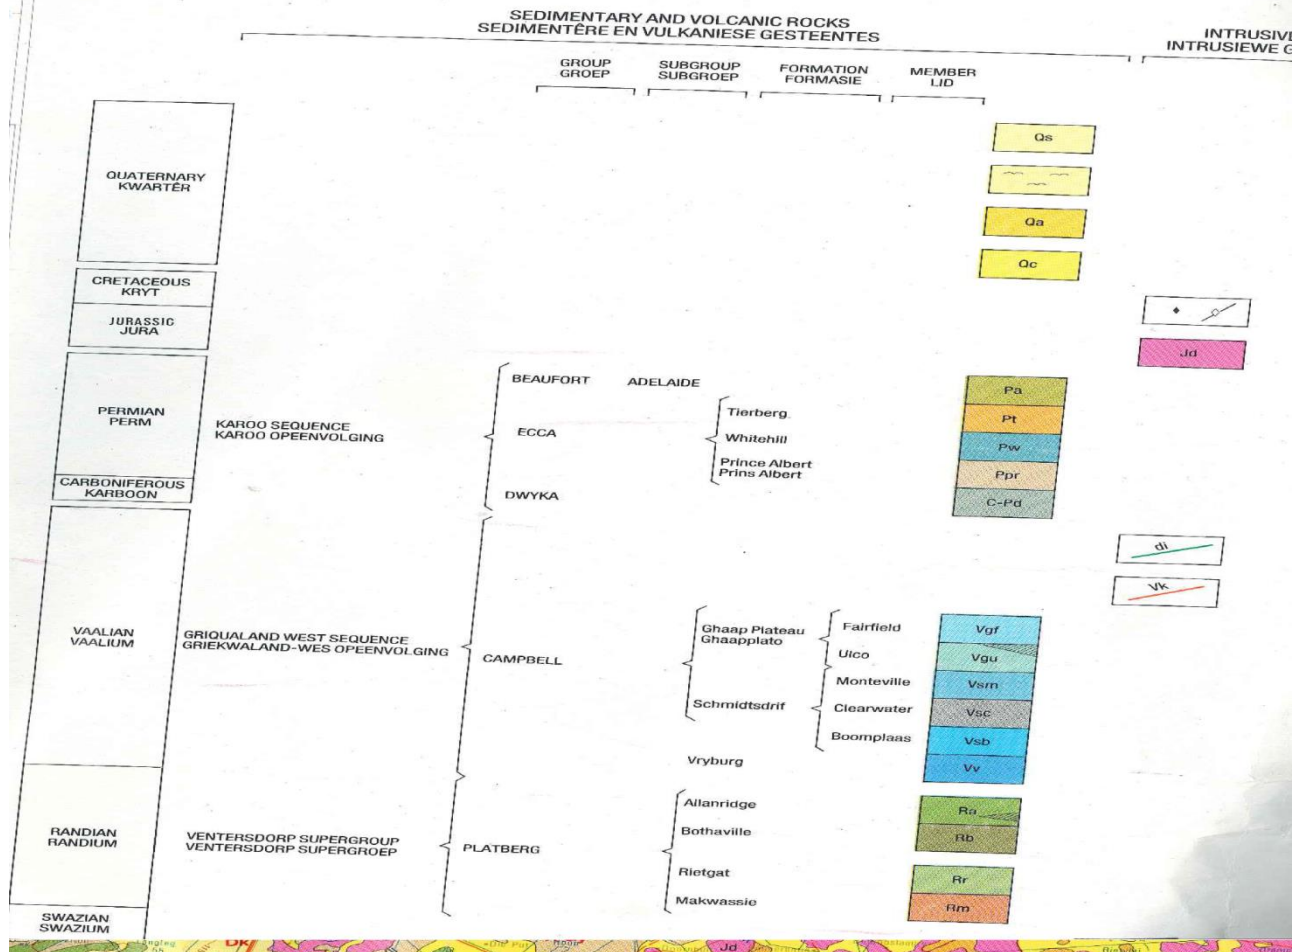 SEDIMENTARY AND VOLCANIC ROCKS
SEDIMENTÊRE EN VULKANIESE GESTEENTES
INTRUSIVE
INTRUSIEWE G
GROUP
GROEP
SUBGROUP
SUBGROEP
FORMATION
FORMASIE
MEMBER
LID
QUATERNARY
KWARTÊR
Qs
Qa
Qc
CRETACEOUS
KRYT
JURASSIC
JURA
Jd
PERMIAN
PERM
CARBONIFEROUS
KARBOON
KAROO SEQUENCE
KAROO OPEENVOLGING
BEAUFORT ADELAIDE
ECCA
DWYKA
Tierberg
Whitehill
Prince Albert
Prins Albert
Pa
Pt
Pw
Ppr
C-Pd
di
Vk
VAALIAN
VAALIUM
GRIQUALAND WEST SEQUENCE
GRIEKWALAND-WES OPEENVOLGING
CAMPBELL
Ghaap Plateau
Ghaapplato
Schmidtsdrif
Vryburg
Fairfield
Ulco
Monteville
Clearwater
Boomplaas
Vgf
Vgu
Vsm
Vsc
Vsb
Vv
RANDIAN
RANDIUM
VENTERSDORP SUPERGROUP
VENTERSDORP SUPERGROEP
PLATBERG
Allanridge
Bothaville
Rietgat
Makwassie
Ra
Rb
Rr
Rm
SWAZIAN
SWAZIUM
Dk
Jd